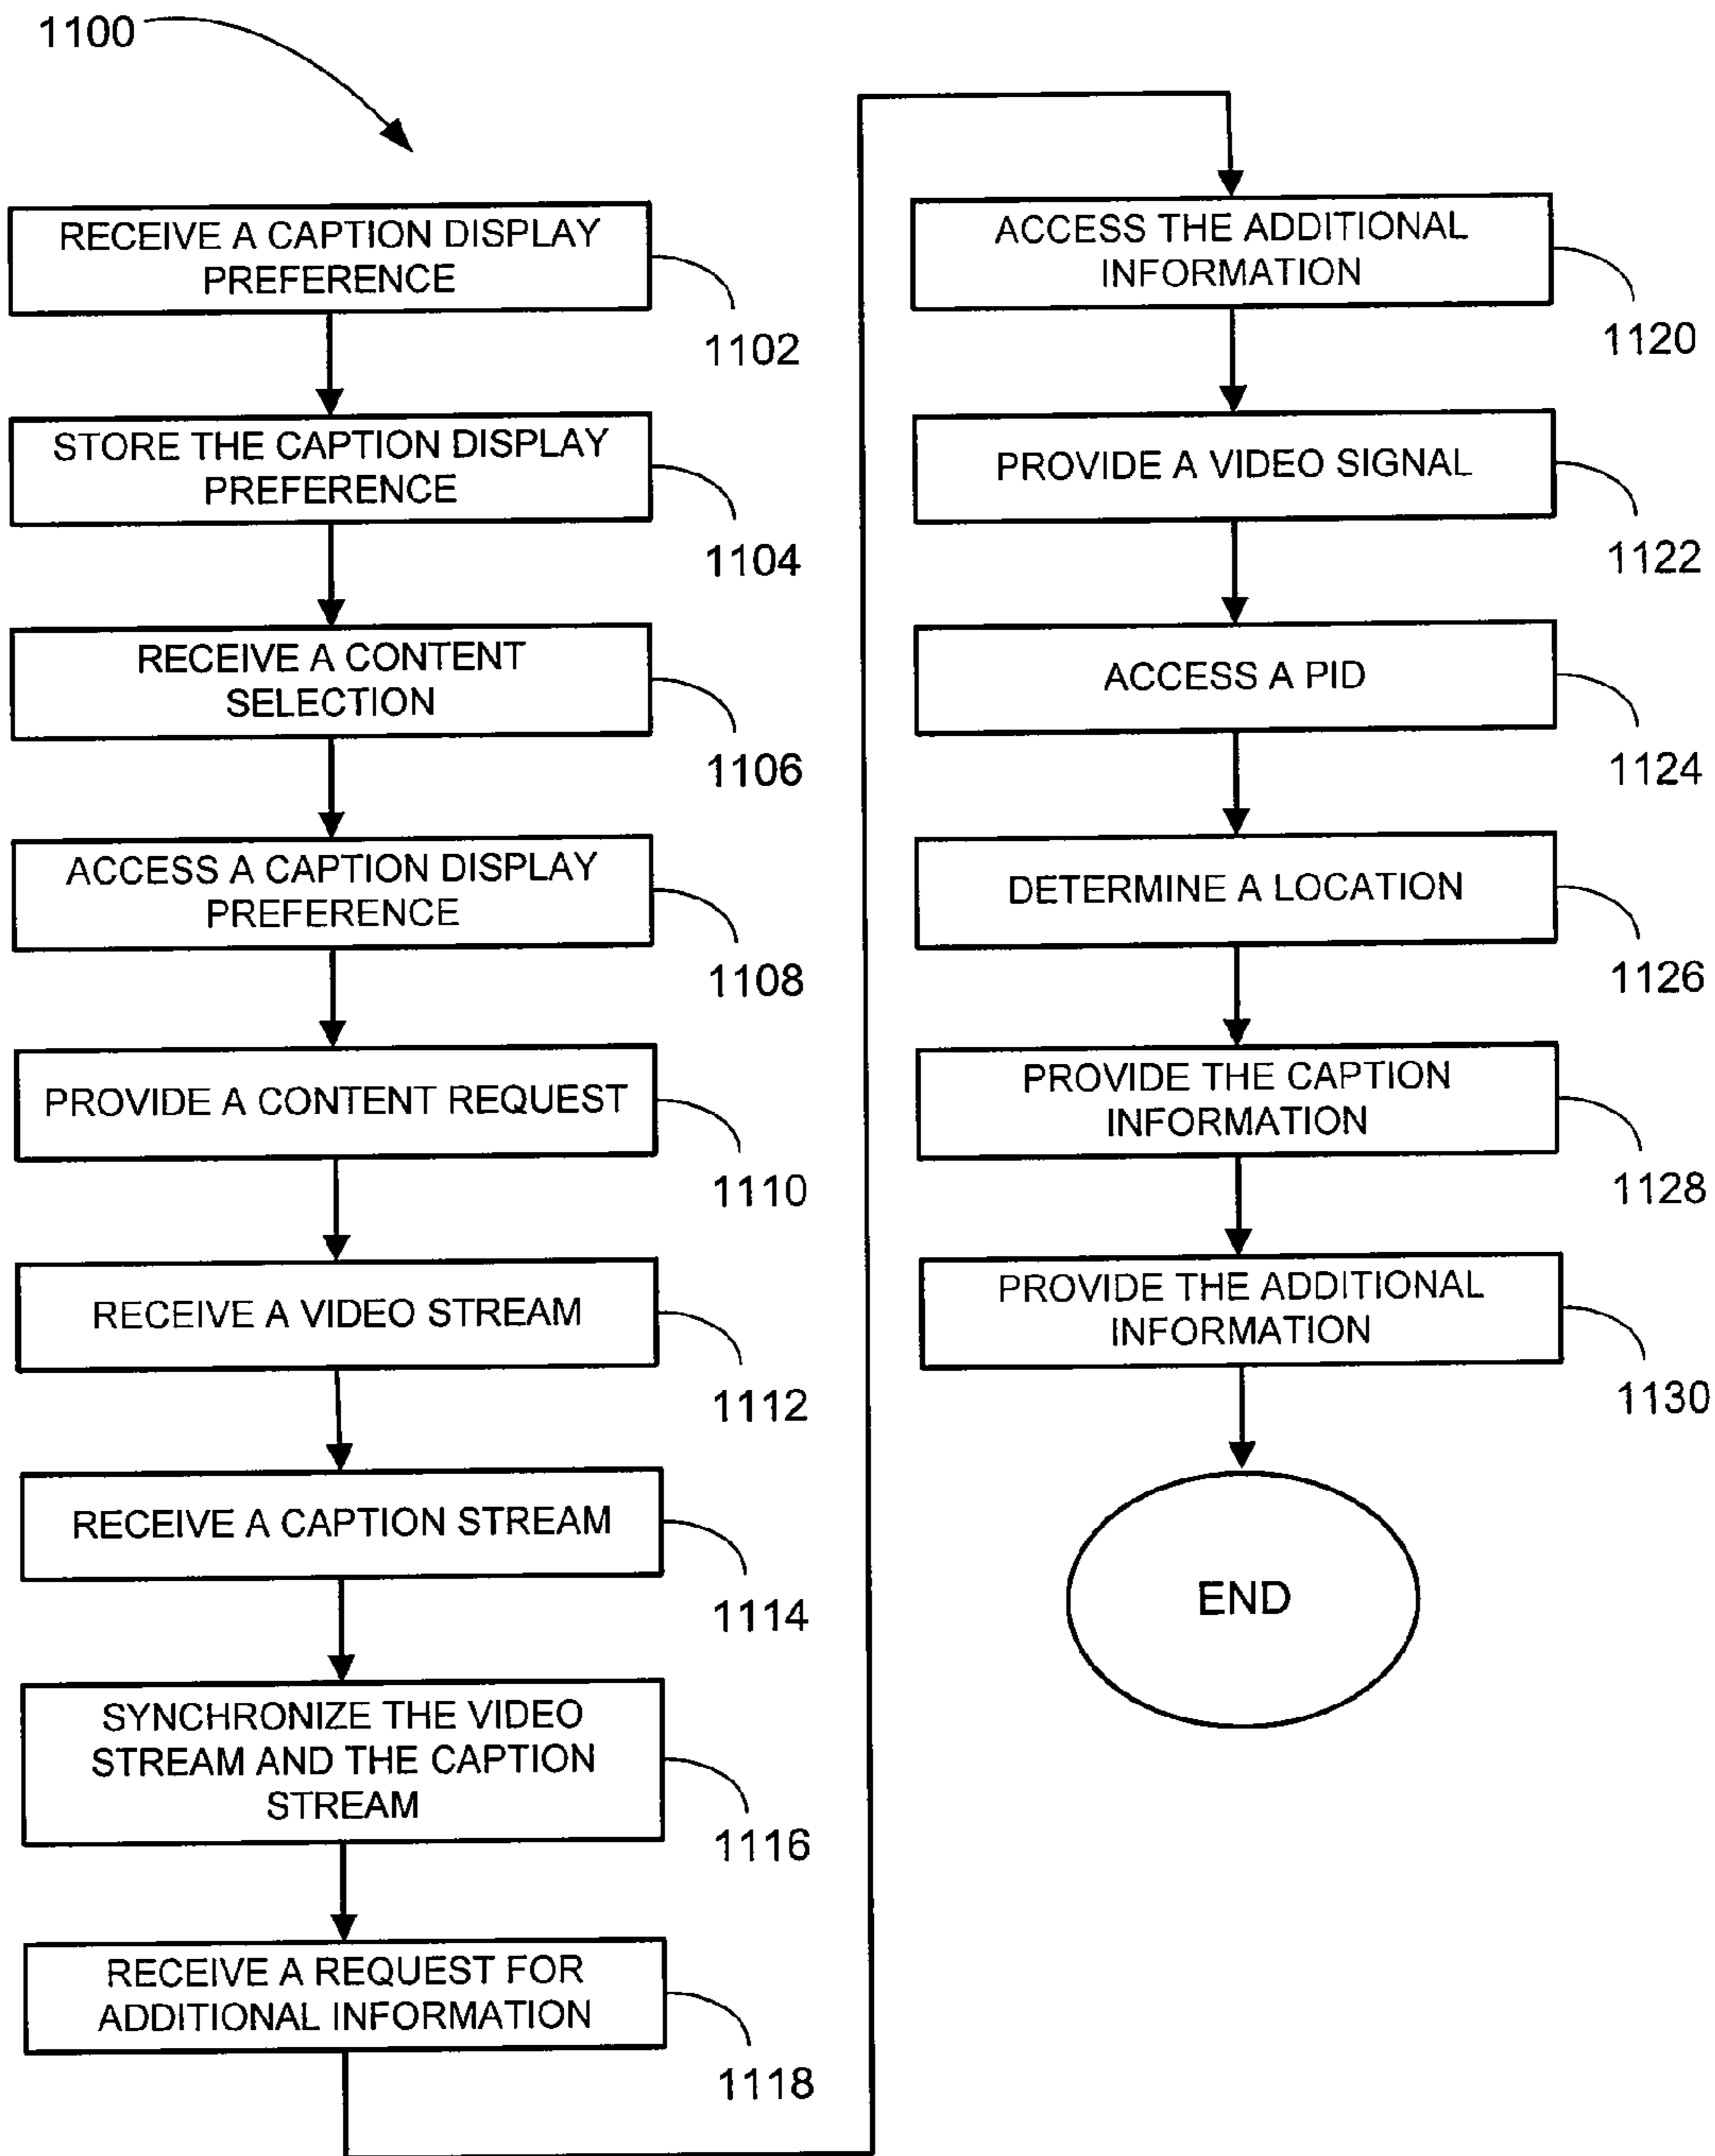 1100
RECEIVE A CAPTION DISPLAY
PREFERENCE
1102
STORE THE CAPTION DISPLAY
PREFERENCE
1104
RECEIVE A CONTENT
SELECTION
1106
ACCESS A CAPTION DISPLAY
PREFERENCE
1108
PROVIDE A CONTENT REQUEST
1110
RECEIVE A VIDEO STREAM
1112
RECEIVE A CAPTION STREAM
1114
SYNCHRONIZE THE VIDEO
STREAM AND THE CAPTION
STREAM
1116
RECEIVE A REQUEST FOR
ADDITIONAL INFORMATION
1118
ACCESS THE ADDITIONAL
INFORMATION
1120
PROVIDE A VIDEO SIGNAL
1122
ACCESS A PID
1124
DETERMINE A LOCATION
1126
PROVIDE THE CAPTION
INFORMATION
1128
PROVIDE THE ADDITIONAL
INFORMATION
1130
END